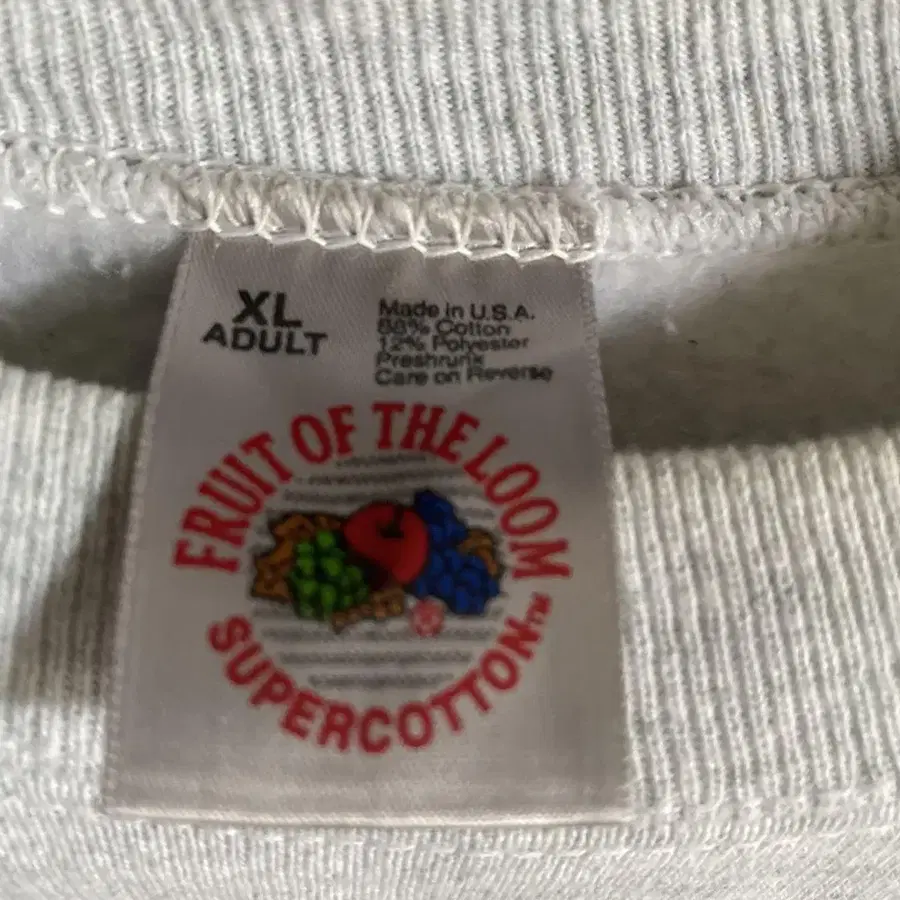 XL
ADULT
Made in U.S.A.
88% Cotton
12% Polyester
Preshrunk
Care on Reverse
FRUIT OF THE LOOM
®
SUPERCOTTON™